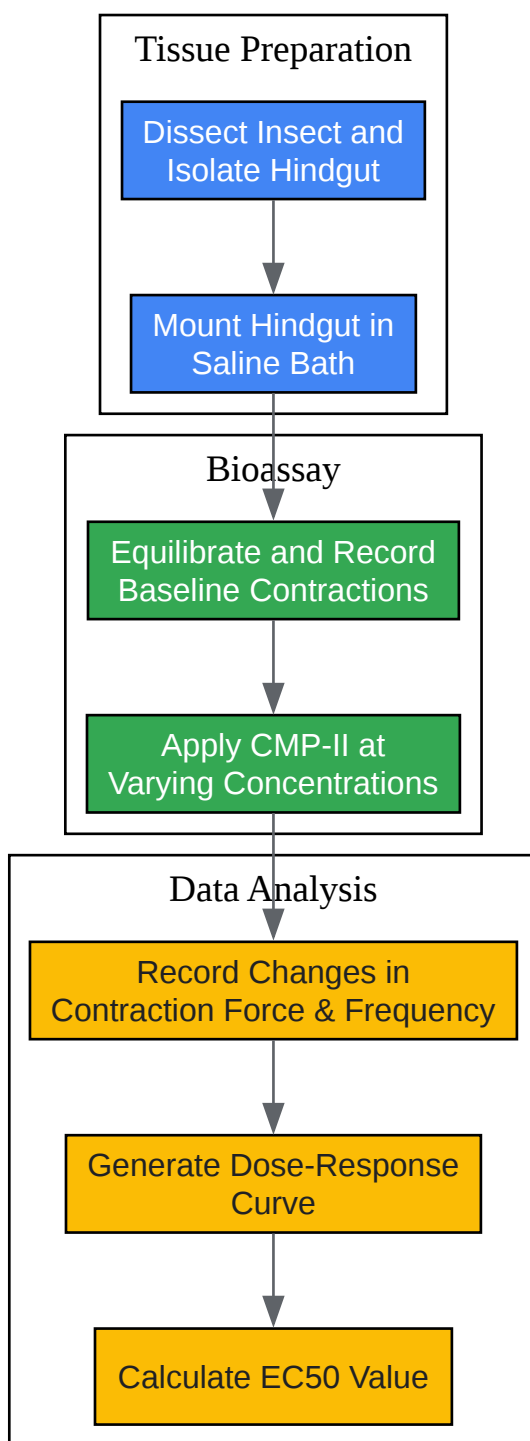 Tissue Preparation
Dissect Insect and
Isolate Hindgut
Mount Hindgut in
Saline Bath
Bioassay
Equilibrate and Record
Baseline Contractions
Apply CMP-II at
Varying Concentrations
Data Analysis
Record Changes in
Contraction Force & Frequency
Generate Dose-Response
Curve
Calculate EC50 Value